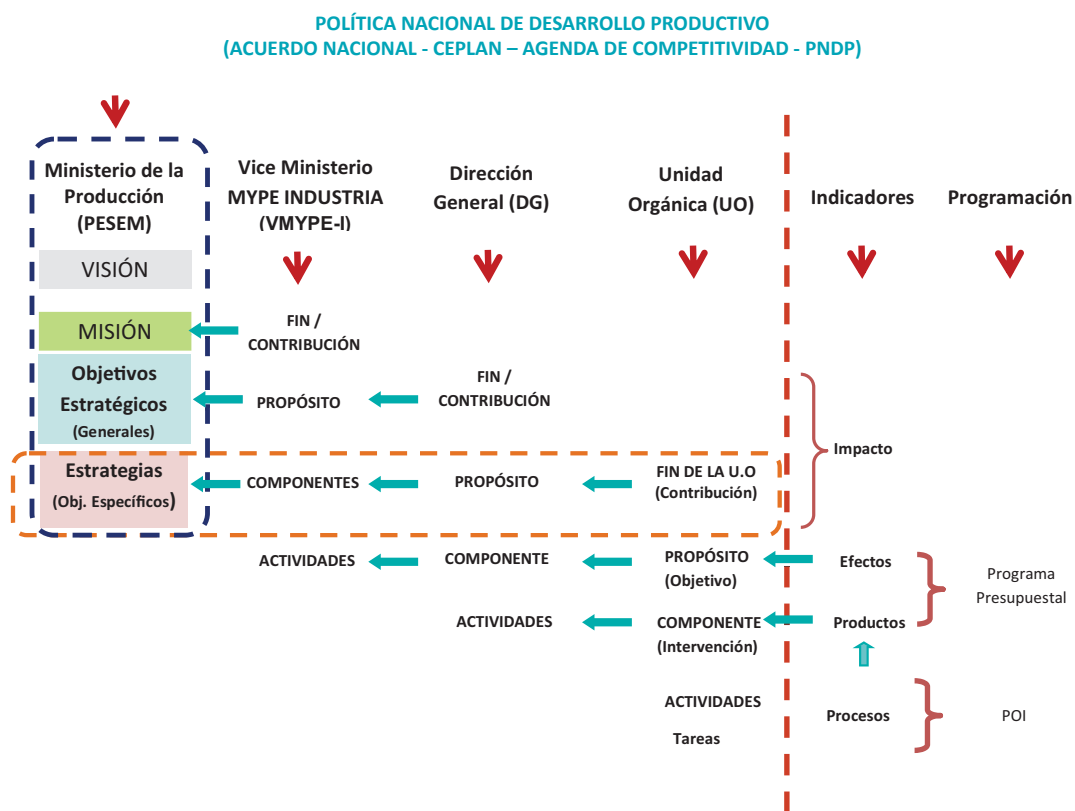 POLÍTICA NACIONAL DE DESARROLLO PRODUCTIVO
(ACUERDO NACIONAL - CEPLAN – AGENDA DE COMPETITIVIDAD - PNDP)
Ministerio de la
Producción
(PESEM)
Vice Ministerio
MYPE INDUSTRIA
(VMYPE-I)
Dirección
General (DG)
Unidad
Orgánica (UO)
Indicadores
Programación
VISIÓN
MISIÓN
FIN /
CONTRIBUCIÓN
Objetivos
Estratégicos
(Generales)
PROPÓSITO
FIN /
CONTRIBUCIÓN
Impacto
Estrategias
(Obj. Específicos)
COMPONENTES
PROPÓSITO
FIN DE LA U.O
(Contribución)
ACTIVIDADES
COMPONENTE
PROPÓSITO
(Objetivo)
Efectos
Programa
Presupuestal
ACTIVIDADES
COMPONENTE
(Intervención)
Productos
ACTIVIDADES
Tareas
Procesos
POI